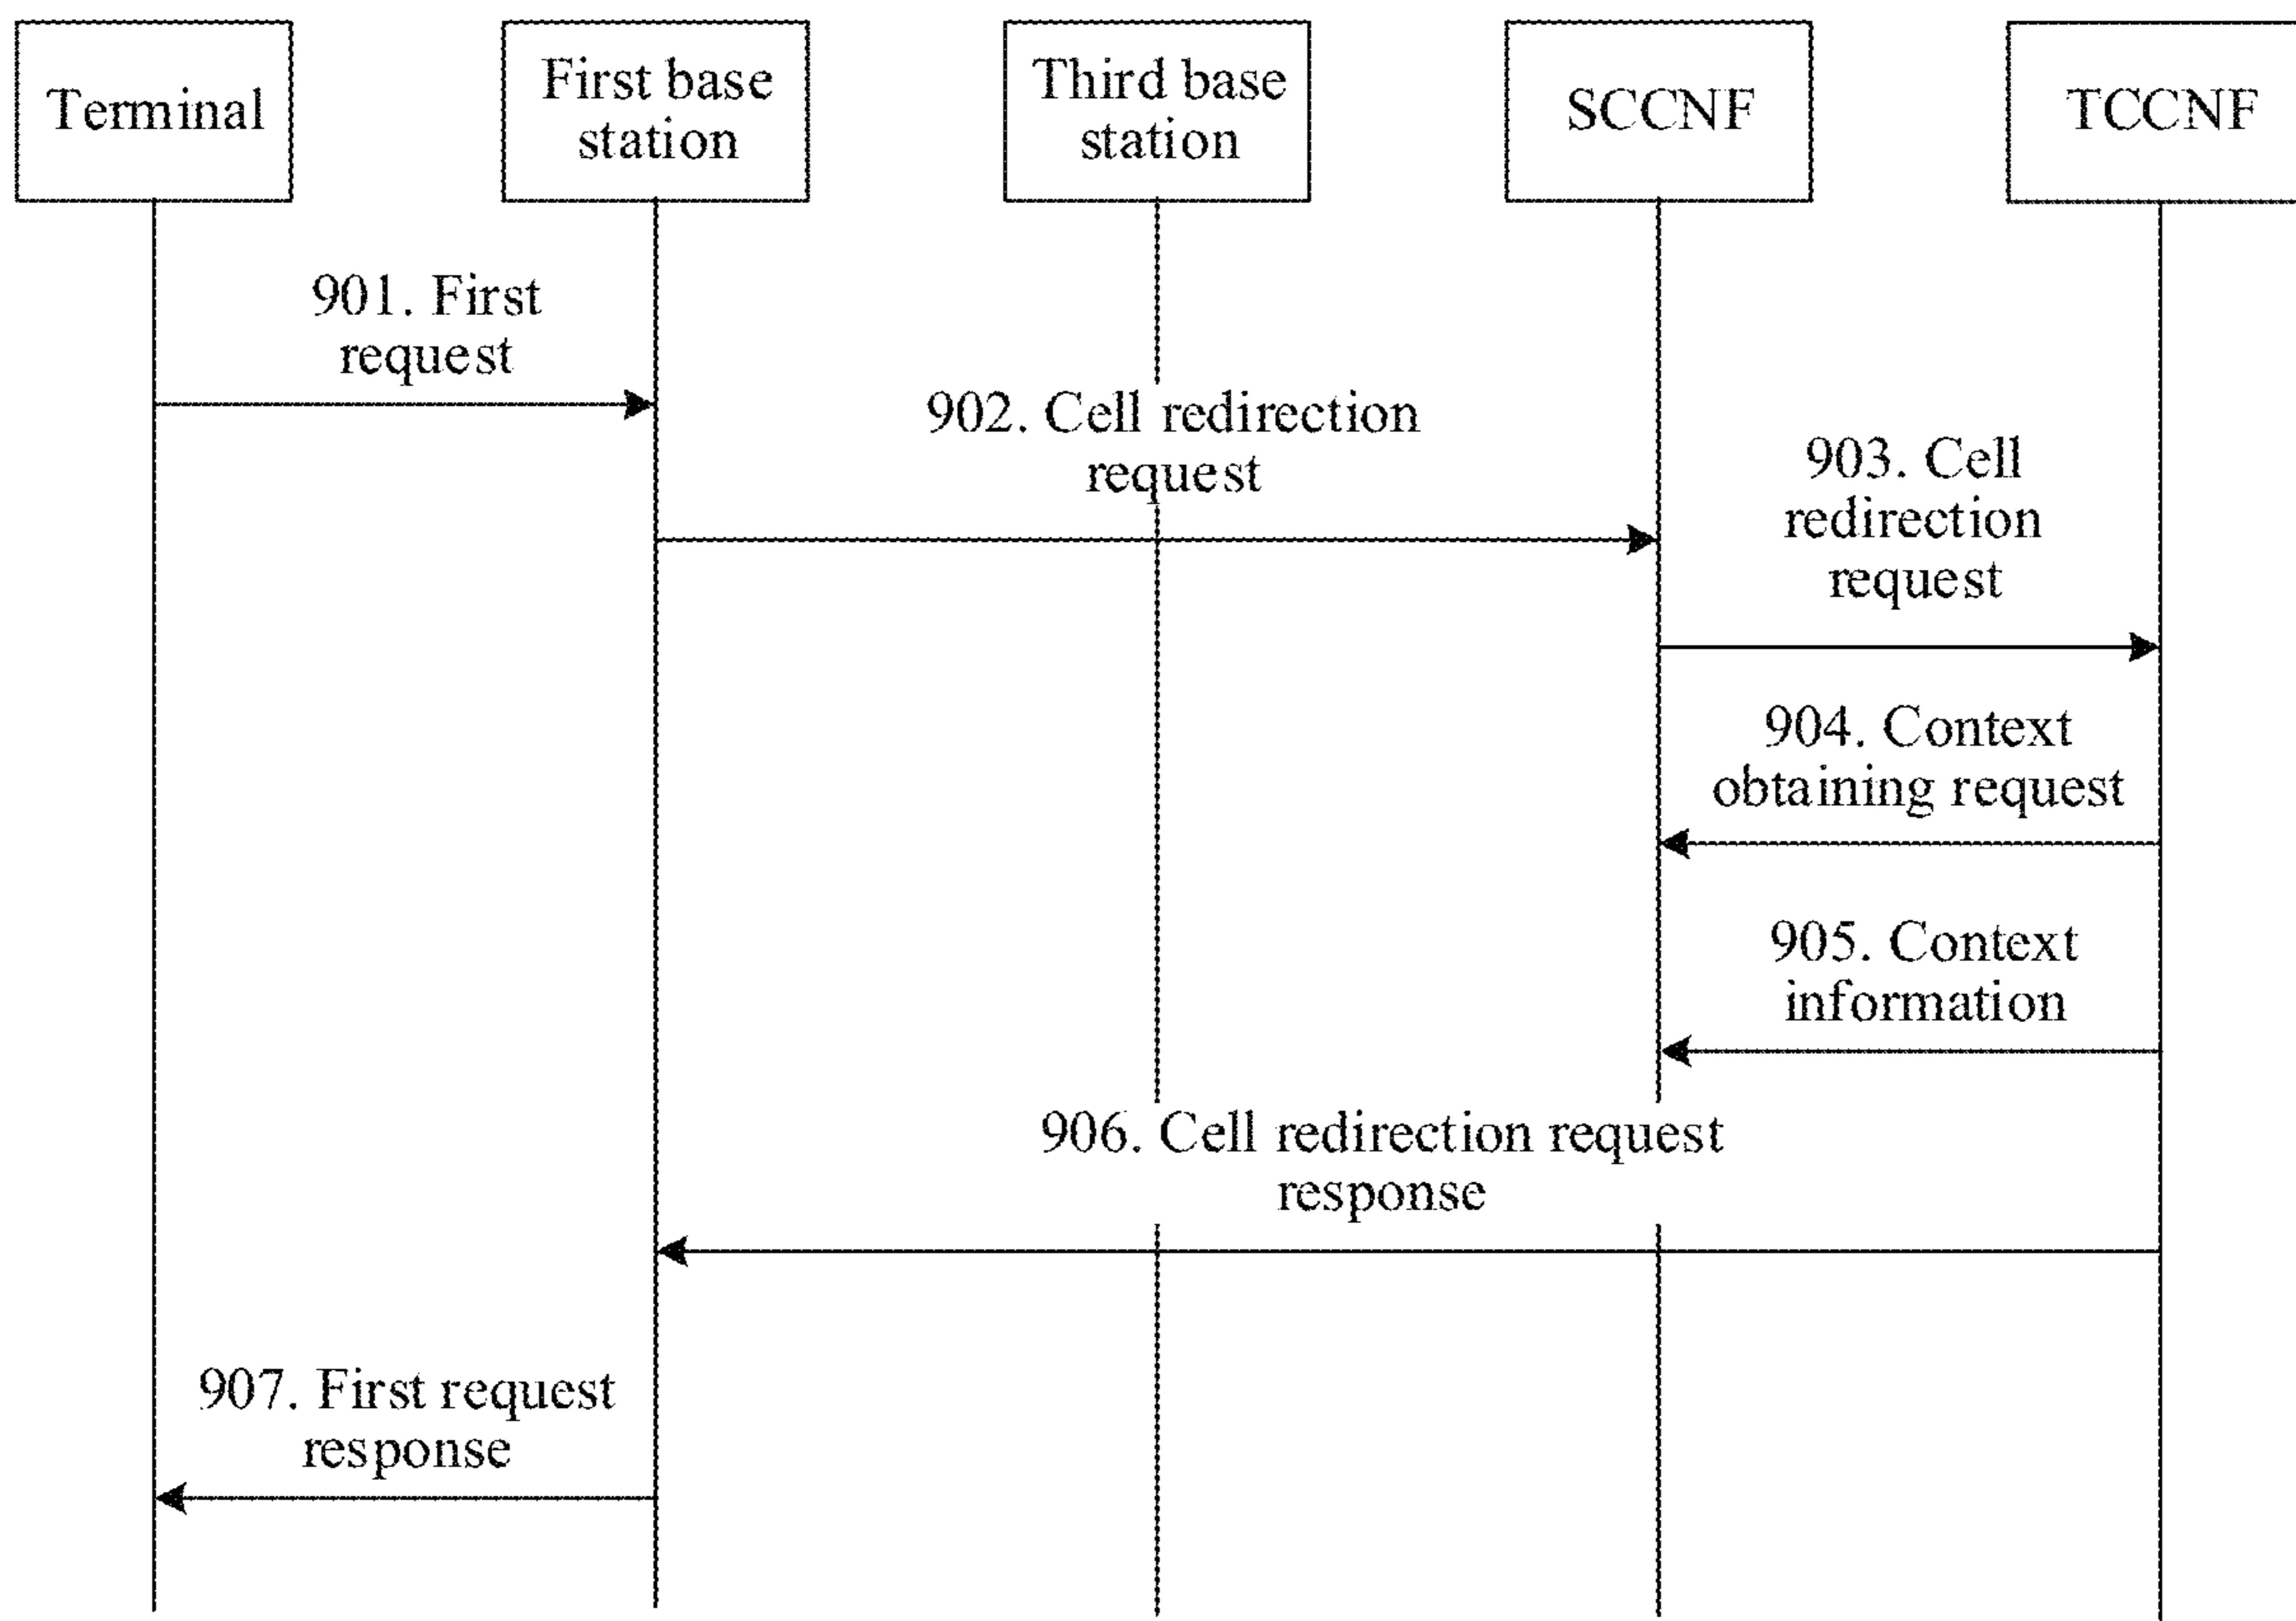 Terminal
First base
station
Third base
station
SCCNF
TCCNF
901. First
request
902. Cell redirection
request
903. Cell
redirection
request
904. Context
obtaining request
905. Context
information
906. Cell redirection request
response
907. First request
response